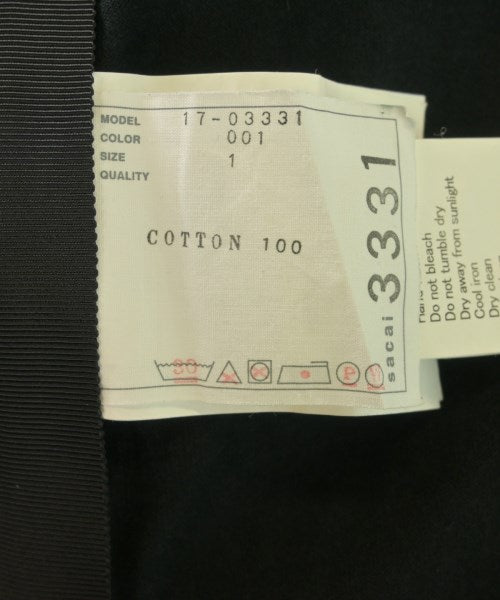 MODEL 17-03331
COLOR 001
SIZE 1
QUALITY
COTTON 100
30
P
sacai 3331
Do not bleach
Do not tumble dry
Dry away from sunlight
Cool iron
Dry clean